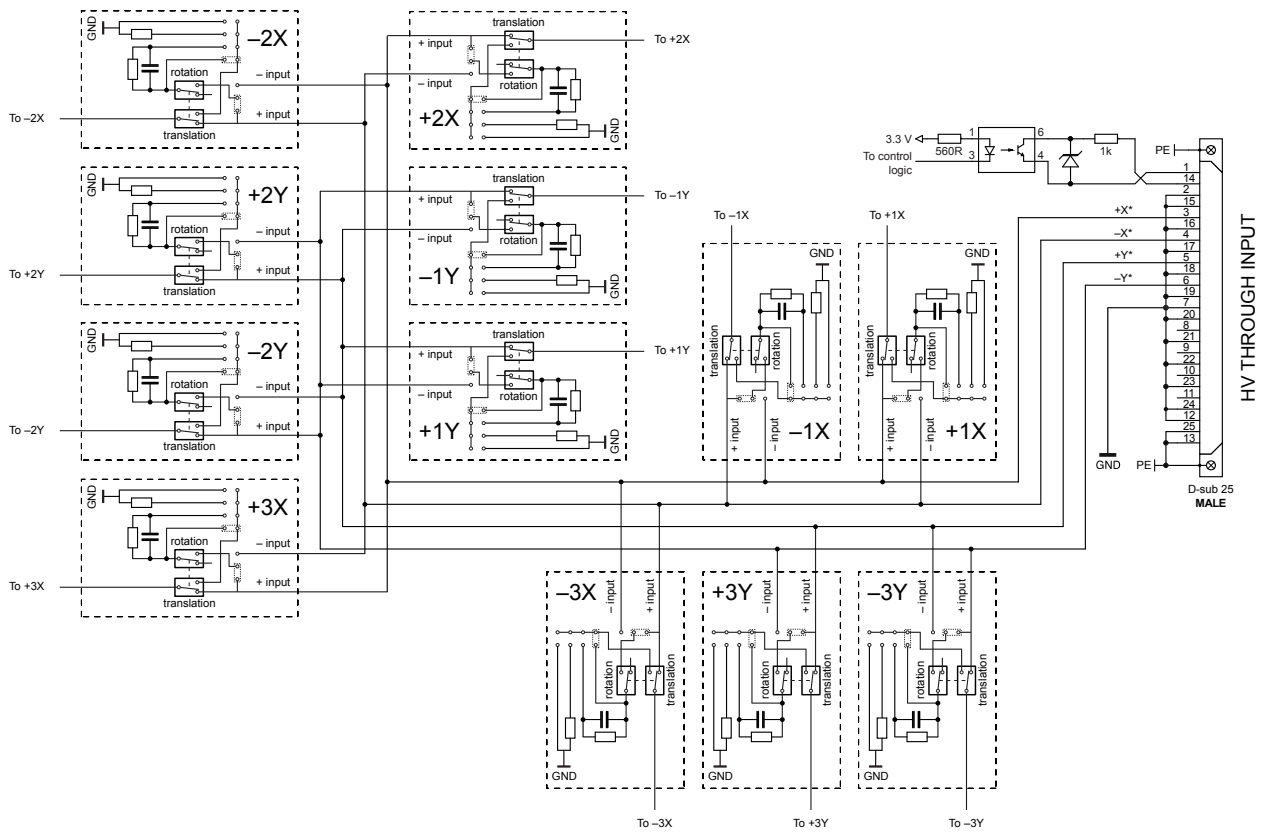 GND
–2X
rotation
– input
+ input
translation
To –2X
translation
+ input
– input
rotation
+2X
GND
To +2X
GND
+2Y
rotation
– input
+ input
translation
To +2Y
translation
+ input
– input
rotation
–1Y
GND
To –1Y
GND
–2Y
rotation
– input
+ input
translation
To –2Y
translation
+ input
– input
rotation
+1Y
GND
To +1Y
GND
+3X
rotation
– input
+ input
translation
To +3X
To –1X
GND
translation
rotation
+ input
– input
–1X
To +1X
GND
translation
rotation
+ input
– input
+1X
3.3 V
560R
To control
logic
1
3
6
4
1k
PE
1
14
2
15
3
16
4
17
5
18
6
19
7
20
8
21
9
22
10
23
11
24
12
25
13
+X*
–X*
+Y*
–Y*
GND
PE
HV THROUGH INPUT
D-sub 25
MALE
–3X
– input
+ input
rotation
translation
GND
To –3X
+3Y
– input
+ input
rotation
translation
GND
To +3Y
–3Y
– input
+ input
rotation
translation
GND
To –3Y